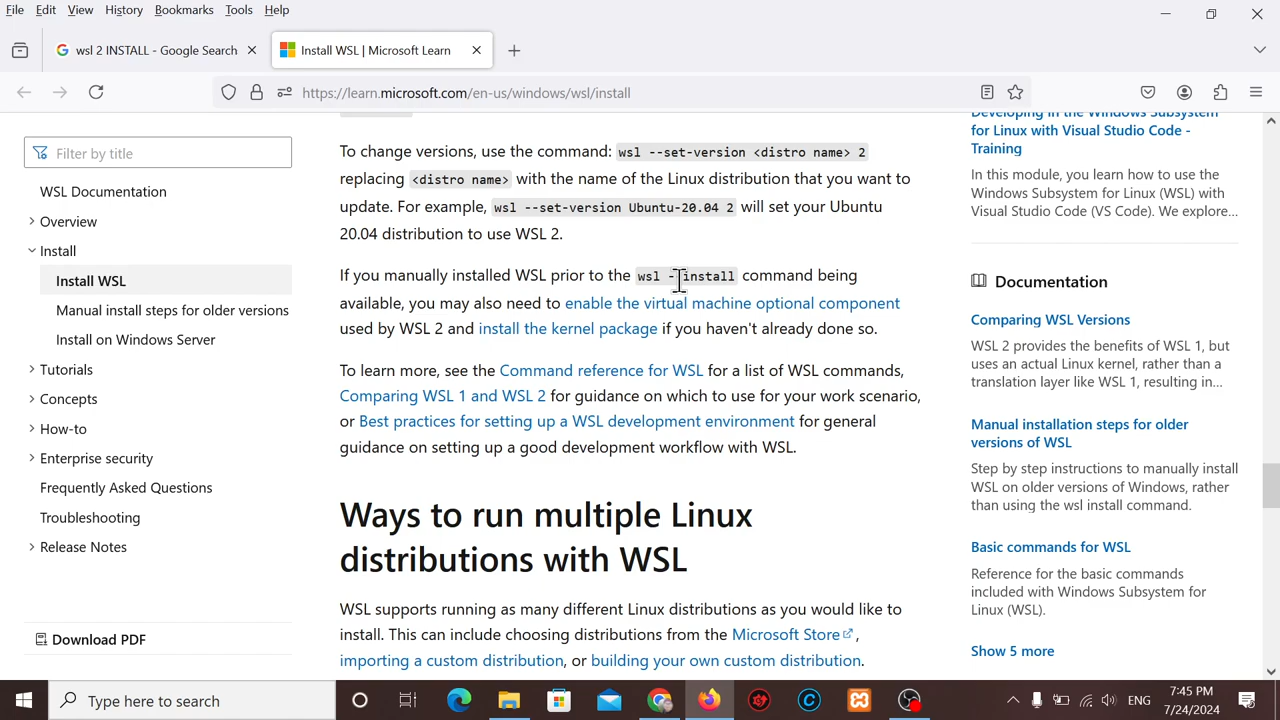 File Edit View History Bookmarks Tools Help
wsl 2 INSTALL - Google Search
Install WSL | Microsoft Learn
https://learn.microsoft.com/en-us/windows/wsl/install
Filter by title
WSL Documentation
Overview
Install
Install WSL
Manual install steps for older versions
Install on Windows Server
Tutorials
Concepts
How-to
Enterprise security
Frequently Asked Questions
Troubleshooting
Release Notes
Download PDF
To change versions, use the command: wsl --set-version <distro name> 2
replacing <distro name> with the name of the Linux distribution that you want to
update. For example, wsl --set-version Ubuntu-20.04 2 will set your Ubuntu
20.04 distribution to use WSL 2.
If you manually installed WSL prior to the wsl --install command being
available, you may also need to enable the virtual machine optional component
used by WSL 2 and install the kernel package if you haven't already done so.
To learn more, see the Command reference for WSL for a list of WSL commands,
Comparing WSL 1 and WSL 2 for guidance on which to use for your work scenario,
or Best practices for setting up a WSL development environment for general
guidance on setting up a good development workflow with WSL.
Ways to run multiple Linux
distributions with WSL
WSL supports running as many different Linux distributions as you would like to
install. This can include choosing distributions from the Microsoft Store,
importing a custom distribution, or building your own custom distribution.
Developing in the Windows Subsystem
for Linux with Visual Studio Code -
Training
In this module, you learn how to use the
Windows Subsystem for Linux (WSL) with
Visual Studio Code (VS Code). We explore...
Documentation
Comparing WSL Versions
WSL 2 provides the benefits of WSL 1, but
uses an actual Linux kernel, rather than a
translation layer like WSL 1, resulting in...
Manual installation steps for older
versions of WSL
Step by step instructions to manually install
WSL on older versions of Windows, rather
than using the wsl install command.
Basic commands for WSL
Reference for the basic commands
included with Windows Subsystem for
Linux (WSL).
Show 5 more
Type here to search
ENG
7:45 PM
7/24/2024